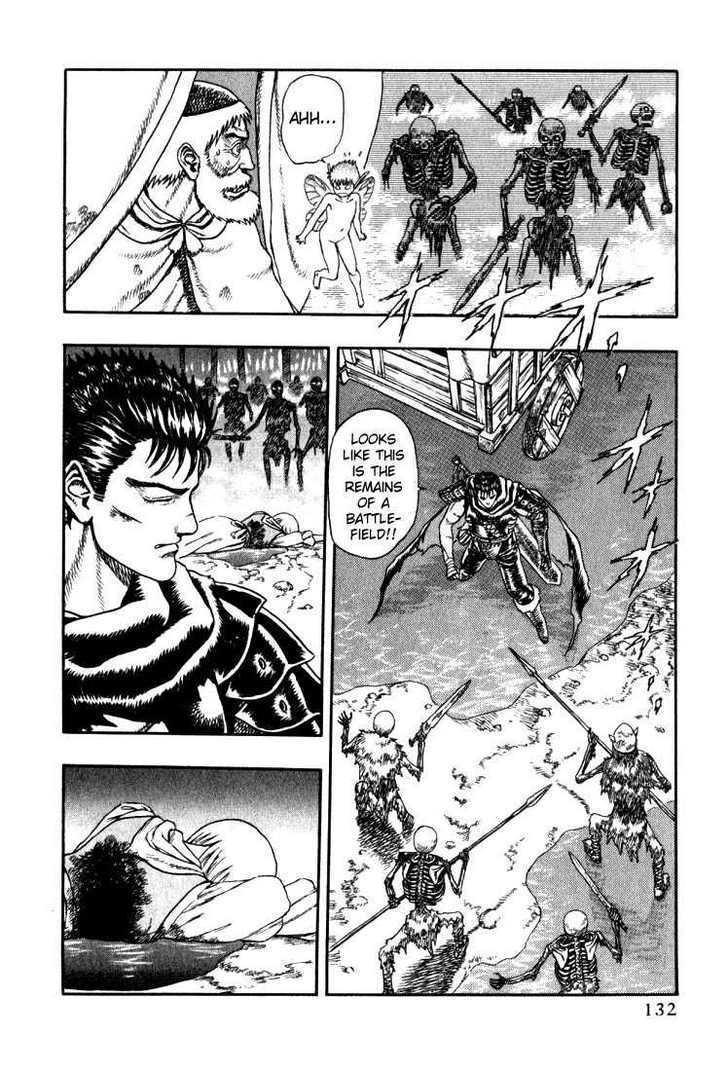 AHH...
LOOKS
LIKE THIS
IS THE
REMAINS
OF A
BATTLE-
FIELD!!
132